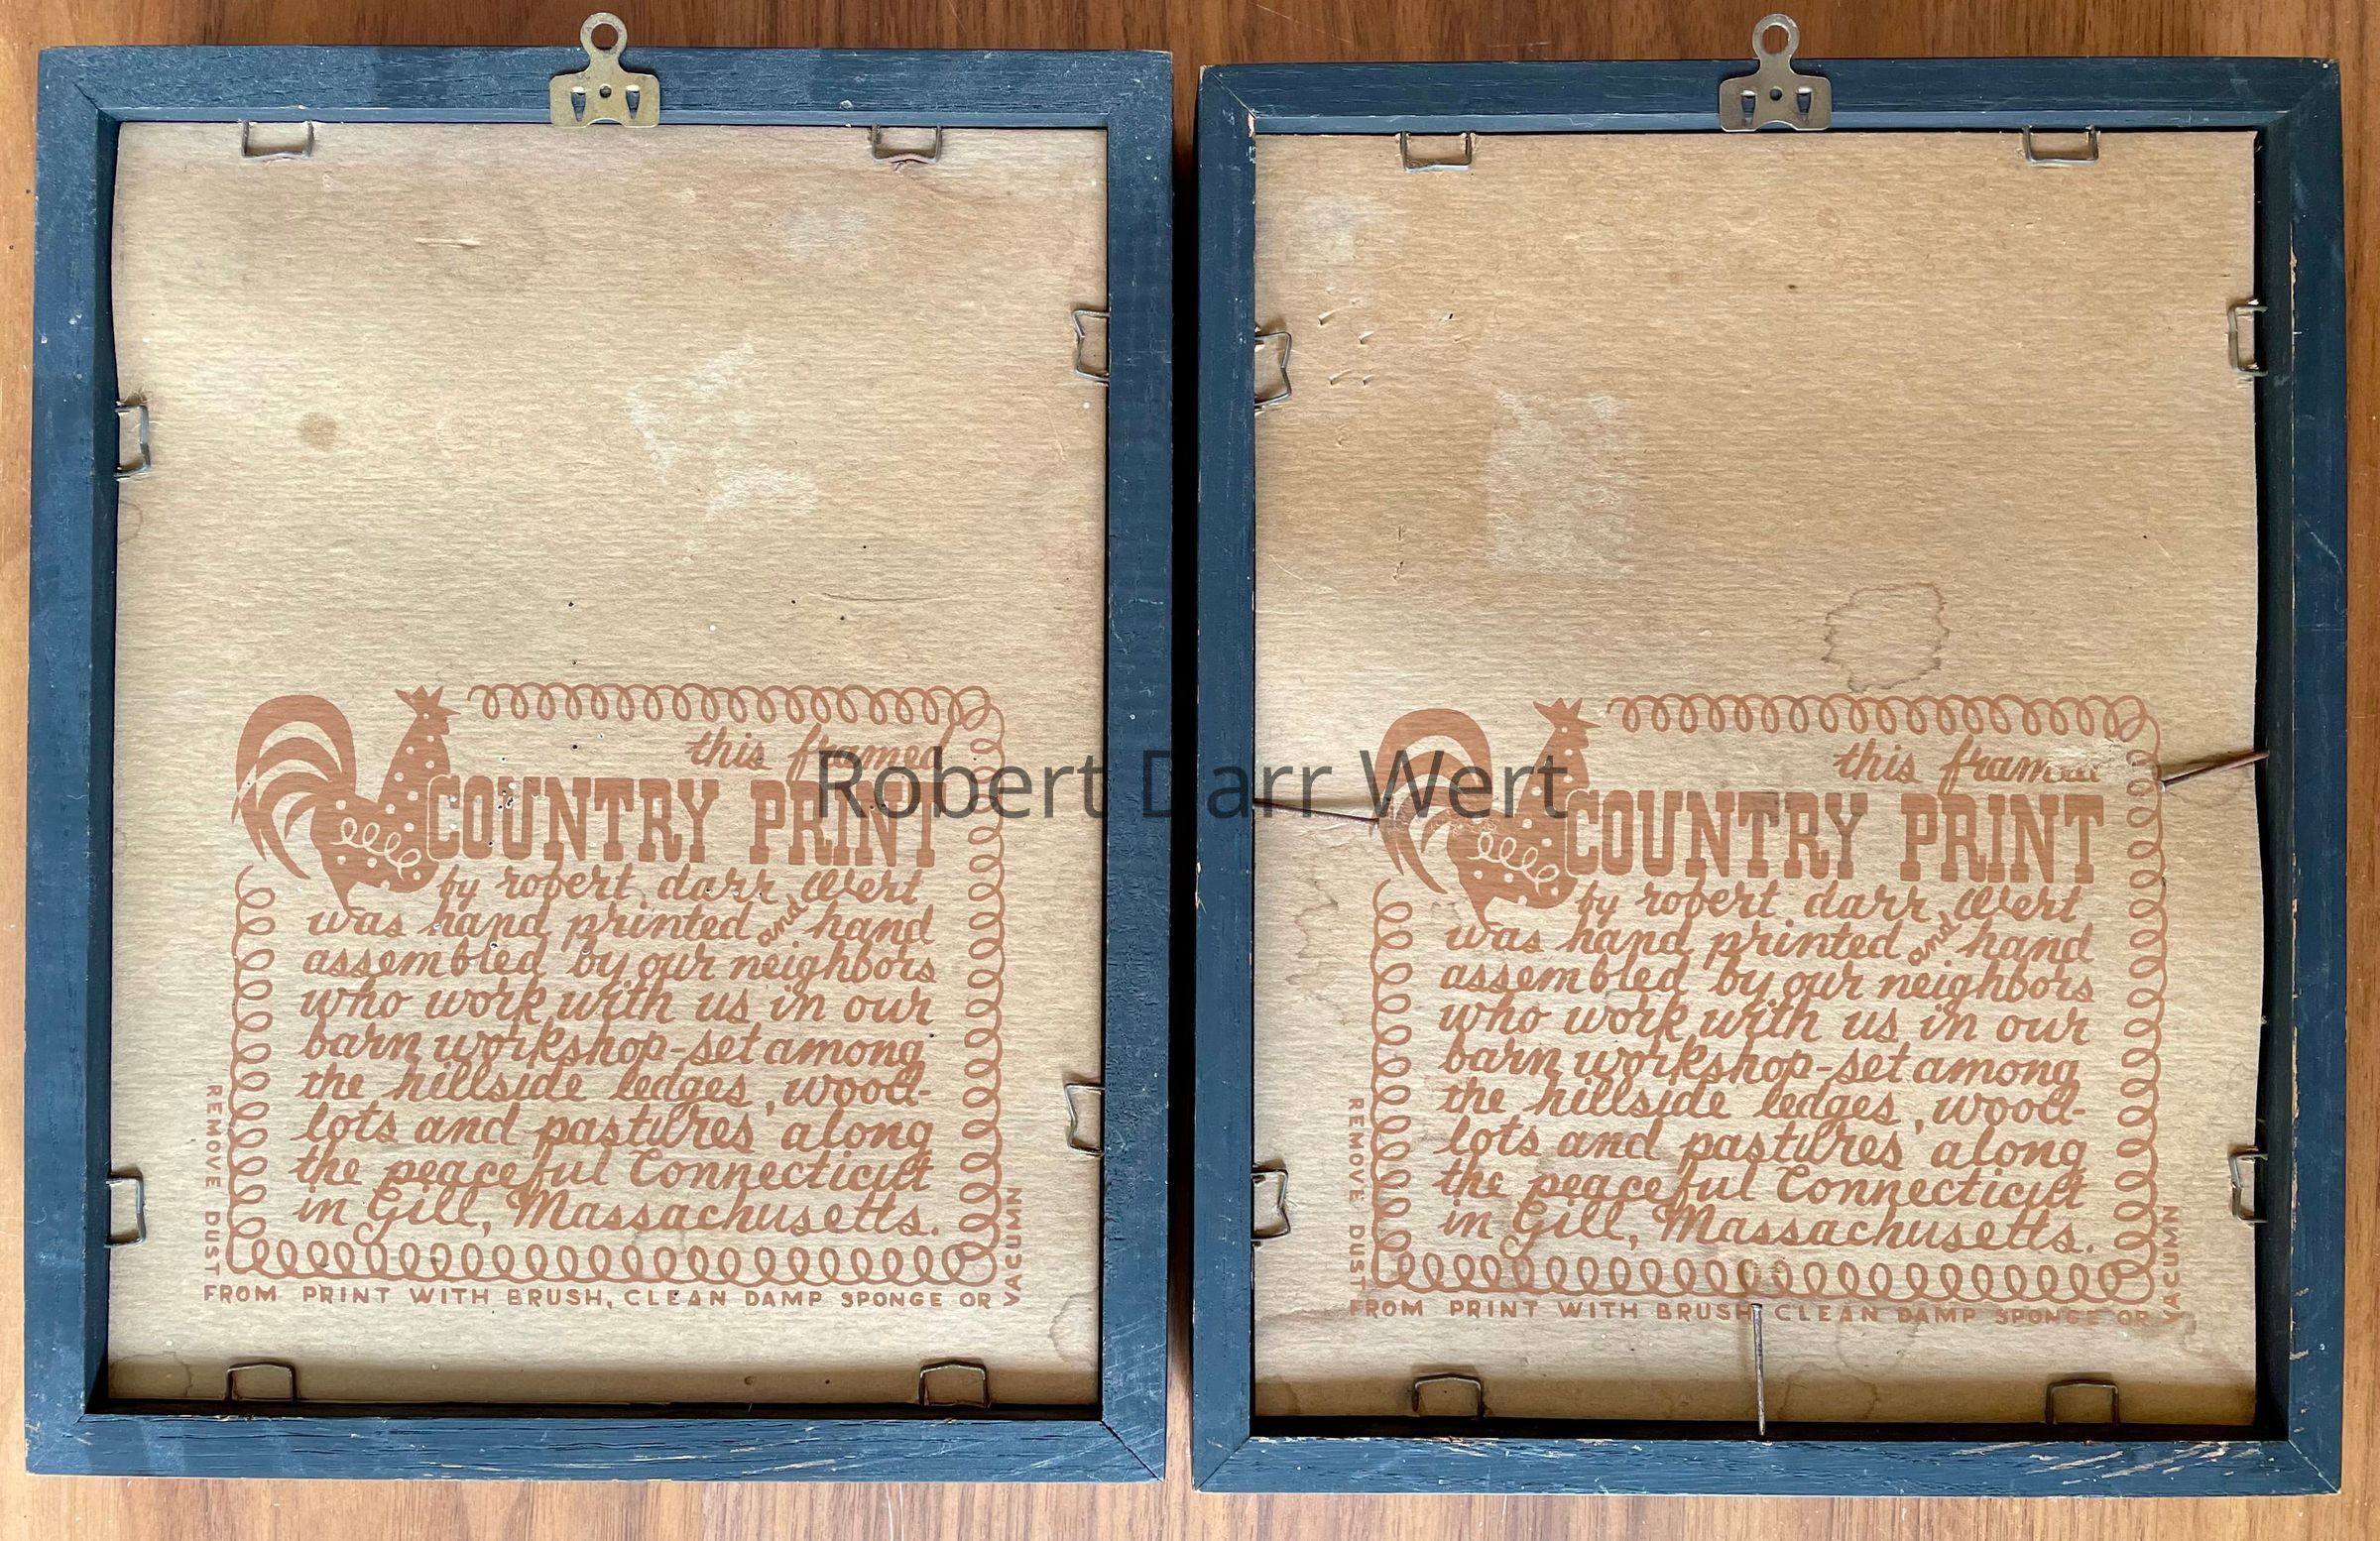 this framed
COUNTRY PRINT
by robert darr Wert
was hand printed and hand
assembled by our neighbors
who work with us in our
barn workshop-set among
the hillside ledges, wood-
lots and pastures along
the peaceful Connecticut
in Gill, Massachusetts.
REMOVE DUST
FROM PRINT WITH BRUSH, CLEAN DAMP SPONGE OR
VACUMN
Robert Darr Wert
this framed
COUNTRY PRINT
by robert darr Wert
was hand printed and hand
assembled by our neighbors
who work with us in our
barn workshop-set among
the hillside ledges, wood-
lots and pastures along
the peaceful Connecticut
in Gill, Massachusetts.
REMOVE DUST
FROM PRINT WITH BRUSH, CLEAN DAMP SPONGE OR
VACUMN